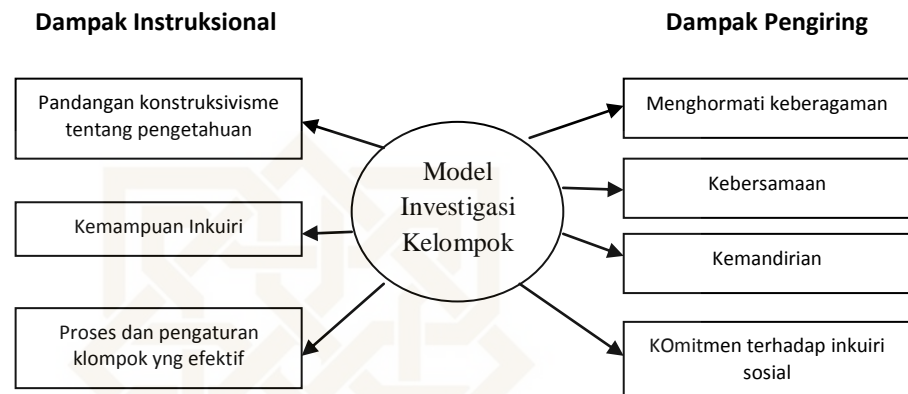 Dampak Instruksional
Dampak Pengiring
Pandangan konstruksivisme
tentang pengetahuan
Kemampuan Inkuiri
Proses dan pengaturan
klompok yng efektif
Model
Investigasi
Kelompok
Menghormati keberagaman
Kebersamaan
Kemandirian
KOmitmen terhadap inkuiri
sosial